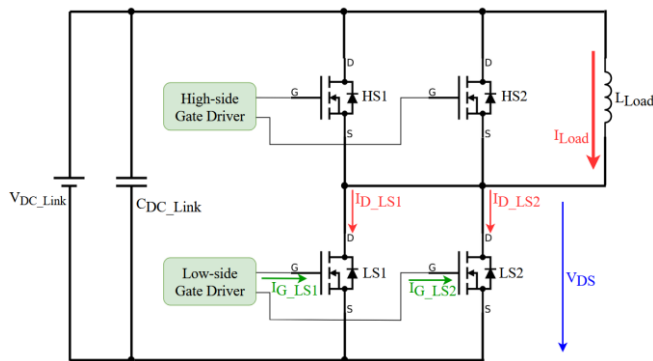 D
D
G
HS1
G
HS2
High-side
Gate Driver
S
S
L_Load
I_Load
V_DC_Link
C_DC_Link
I_D_LS1
I_D_LS2
D
D
G
LS1
G
LS2
Low-side
Gate Driver
I_G_LS1
I_G_LS2
V_DS
S
S